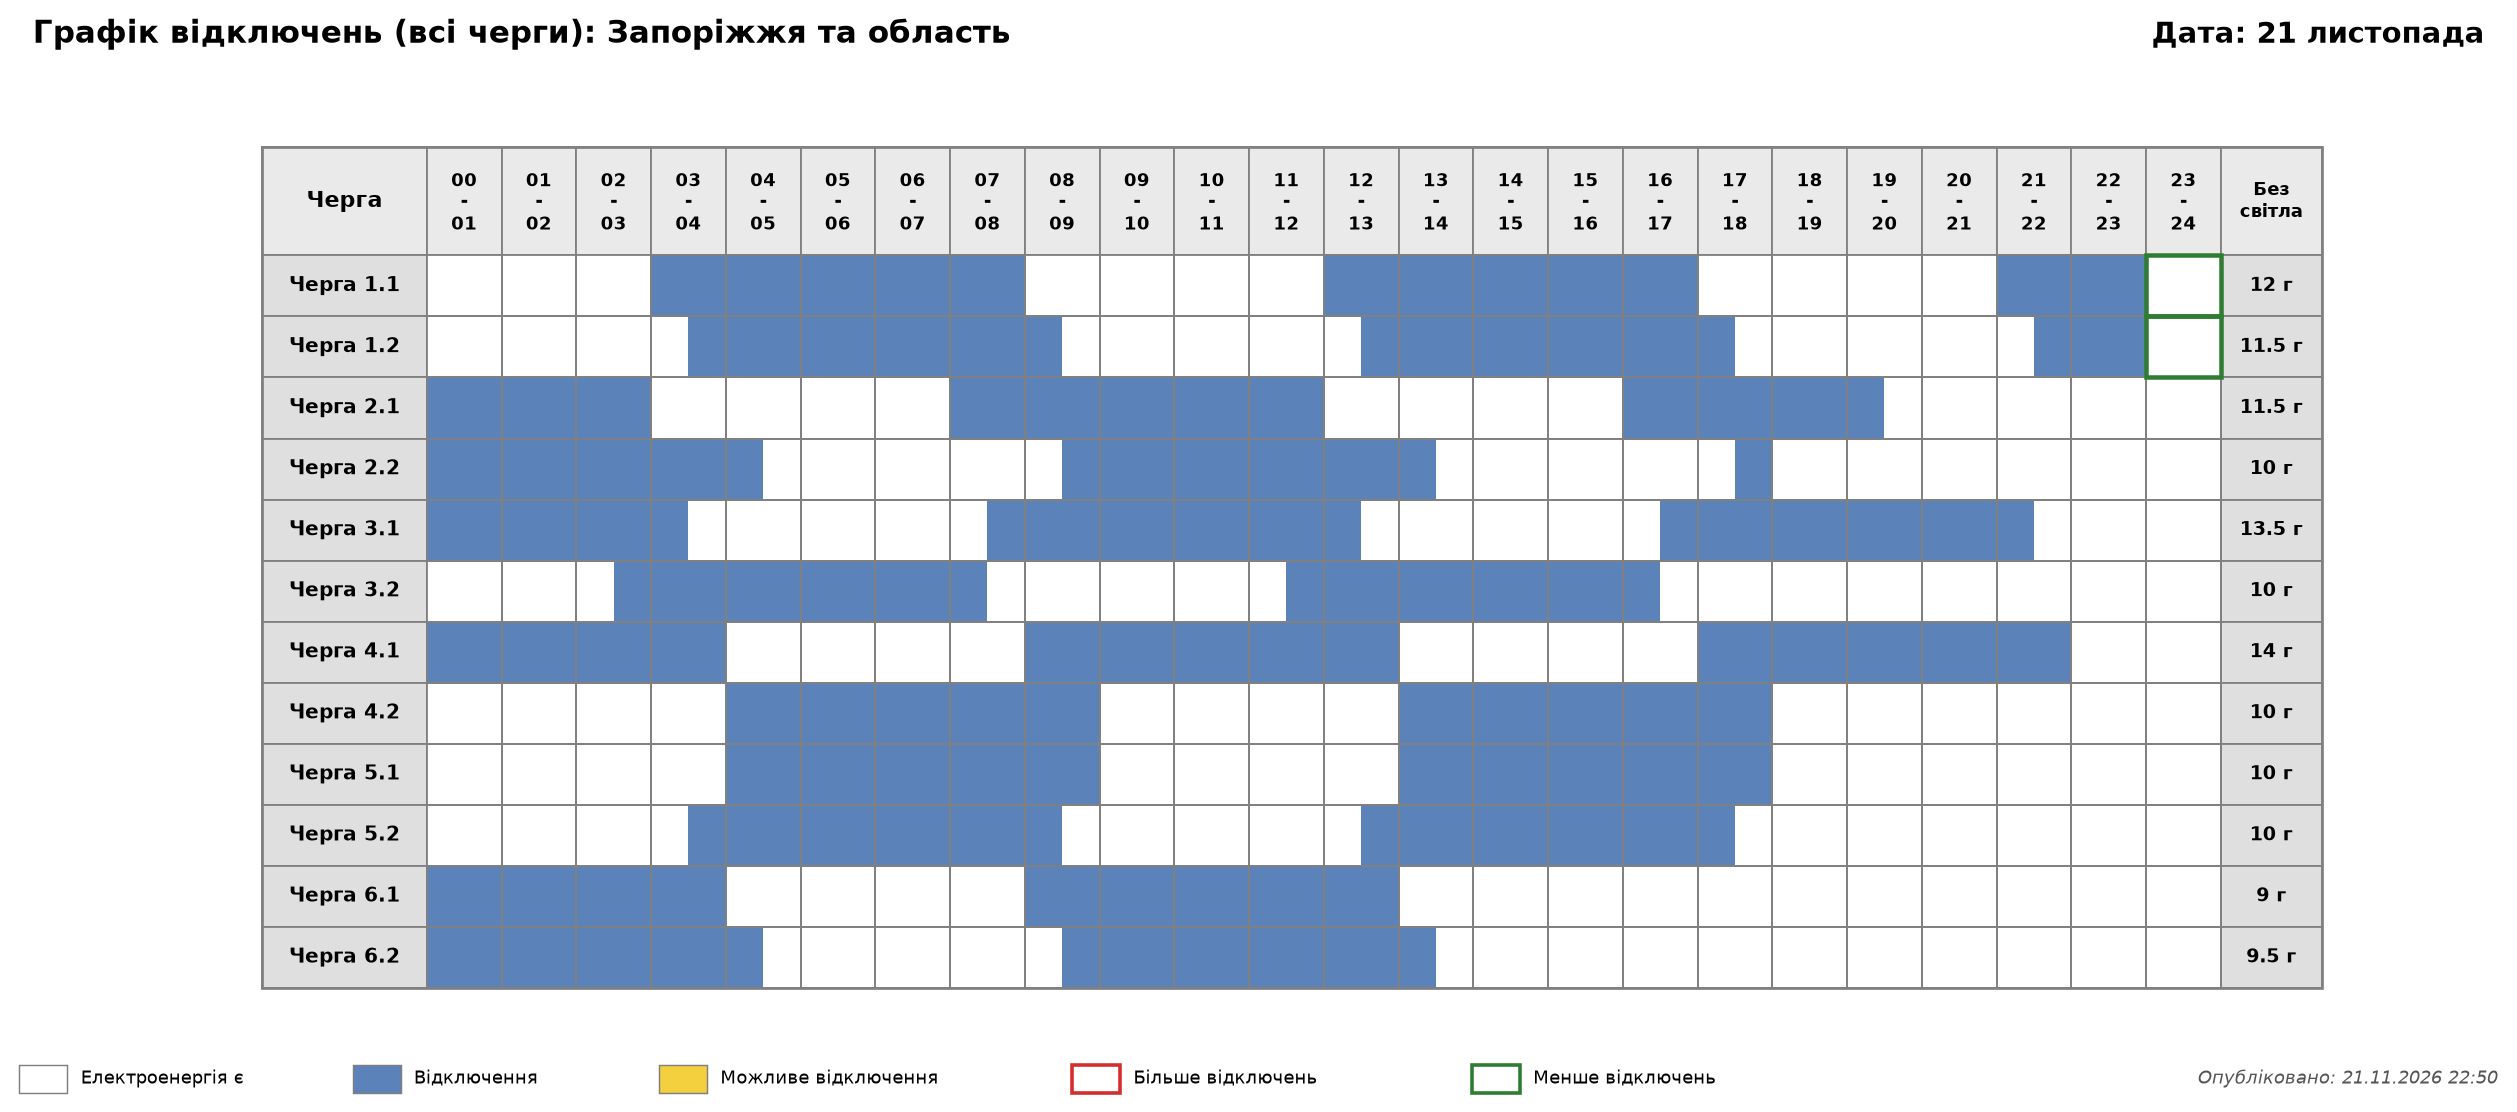 Графік відключень (всі черги): Запоріжжя та область
Дата: 21 листопада
Черга 00 - 01 01 - 02 02 - 03 03 - 04 04 - 05 05 - 06 06 - 07 07 - 08 08 - 09 09 - 10 10 - 11 11 - 12 12 - 13 13 - 14 14 - 15 15 - 16 16 - 17 17 - 18 18 - 19 19 - 20 20 - 21 21 - 22 22 - 23 23 - 24 Без світла
Черга 1.1 12 г
Черга 1.2 11.5 г
Черга 2.1 11.5 г
Черга 2.2 10 г
Черга 3.1 13.5 г
Черга 3.2 10 г
Черга 4.1 14 г
Черга 4.2 10 г
Черга 5.1 10 г
Черга 5.2 10 г
Черга 6.1 9 г
Черга 6.2 9.5 г
Електроенергія є
Відключення
Можливе відключення
Більше відключень
Менше відключень
Опубліковано: 21.11.2026 22:50